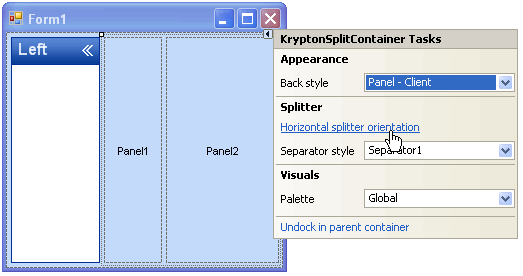 Form1
Left
Panel1
Panel2
KryptonSplitContainer Tasks
Appearance
Back style Panel - Client
Splitter
Horizontal splitter orientation
Separator style Separator1
Visuals
Palette Global
Undock in parent container